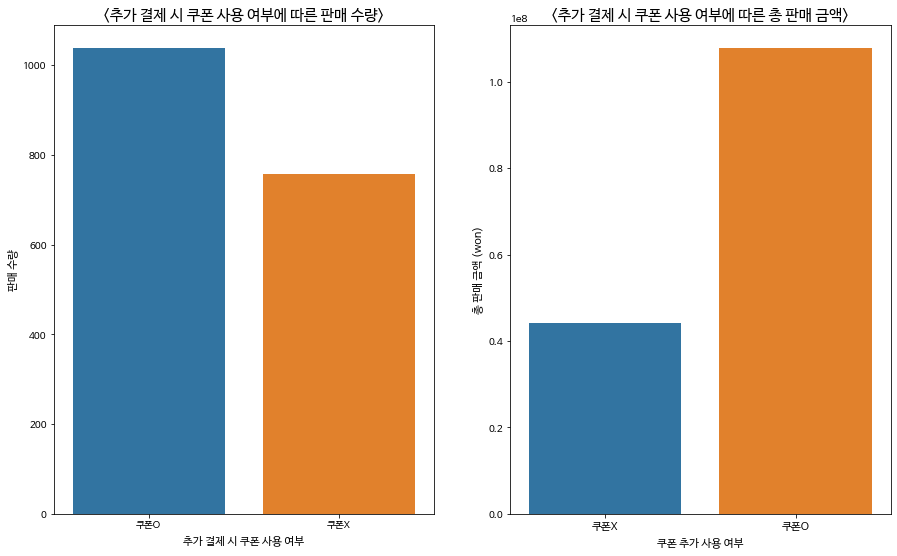 <추가 결제 시 쿠폰 사용 여부에 따른 판매 수량>
1000
800
600
400
200
0
판매 수량
쿠폰O
쿠폰X
추가 결제 시 쿠폰 사용 여부
<추가 결제 시 쿠폰 사용 여부에 따른 총 판매 금액>
1e8
1.0
0.8
0.6
0.4
0.2
0.0
총 판매 금액 (won)
쿠폰X
쿠폰O
쿠폰 추가 사용 여부